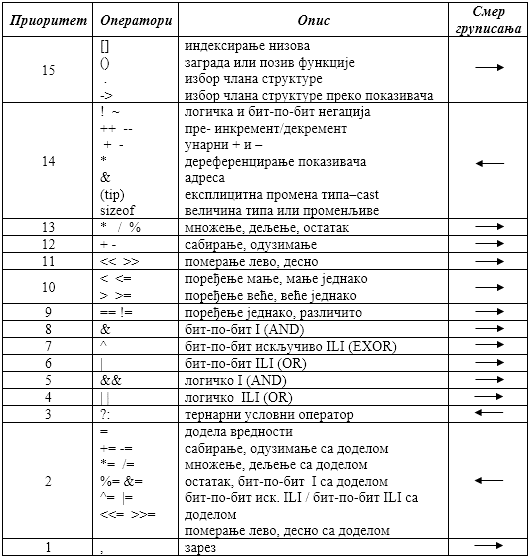 Приоритет Оператори Опис Смер груписања
15 [] индексирање низова
() заграда или позив функције
. избор члана структуре
-> избор члана структуре преко показивача
14 ! ~ логичка и бит-по-бит негација
++ -- пре- инкремент/декремент
+ - унарни + и –
* дереференцирање показивача
& адреса
(tip) експлицитна промена типа–cast
sizeof величина типа или променљиве
13 * / % множење, дељење, остатак
12 + - сабирање, одузимање
11 << >> померање лево, десно
10 < <= поређење мање, мање једнако
> >= поређење веће, веће једнако
9 == != поређење једнако, различито
8 & бит-по-бит I (AND)
7 ^ бит-по-бит искључиво ILI (EXOR)
6 | бит-по-бит ILI (OR)
5 && логичко I (AND)
4 | | логичко ILI (OR)
3 ?: тернарни условни оператор
2 = додела вредности
+= -= сабирање, одузимање са доделом
*= /= множење, дељење са доделом
%= &= остатак, бит-по-бит I са доделом
^= |= бит-по-бит иск. ILI / бит-по-бит ILI са
<<= >>= доделом
померање лево, десно са доделом
1 , зарез